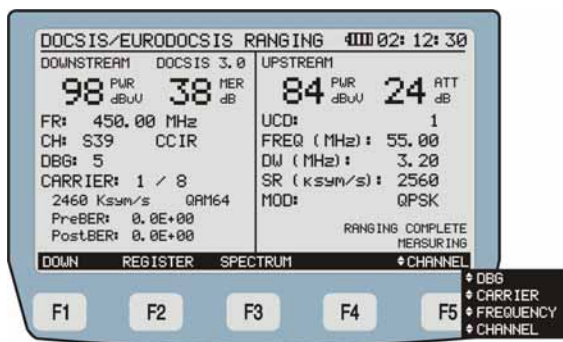 DOCSIS/EURODOCSIS RANGING 02: 12: 30
DOWNSTREAM DOCSIS 3.0
98 PWR dBuV 38 MER dB
FR: 450.00 MHz
CH: S39 CCIR
DBG: 5
CARRIER: 1 / 8
2460 Ksym/s QAM64
PreBER: 0.0E+00
PostBER: 0.0E+00
UPSTREAM
84 PWR dBuV 24 ATT dB
UCD: 1
FREQ (MHz): 55.00
DW (MHz): 3.20
SR (Ksym/s): 2560
MOD: QPSK
RANGING COMPLETE
MEASURING
DOWN REGISTER SPECTRUM CHANNEL
DBG
CARRIER
FREQUENCY
CHANNEL
F1 F2 F3 F4 F5